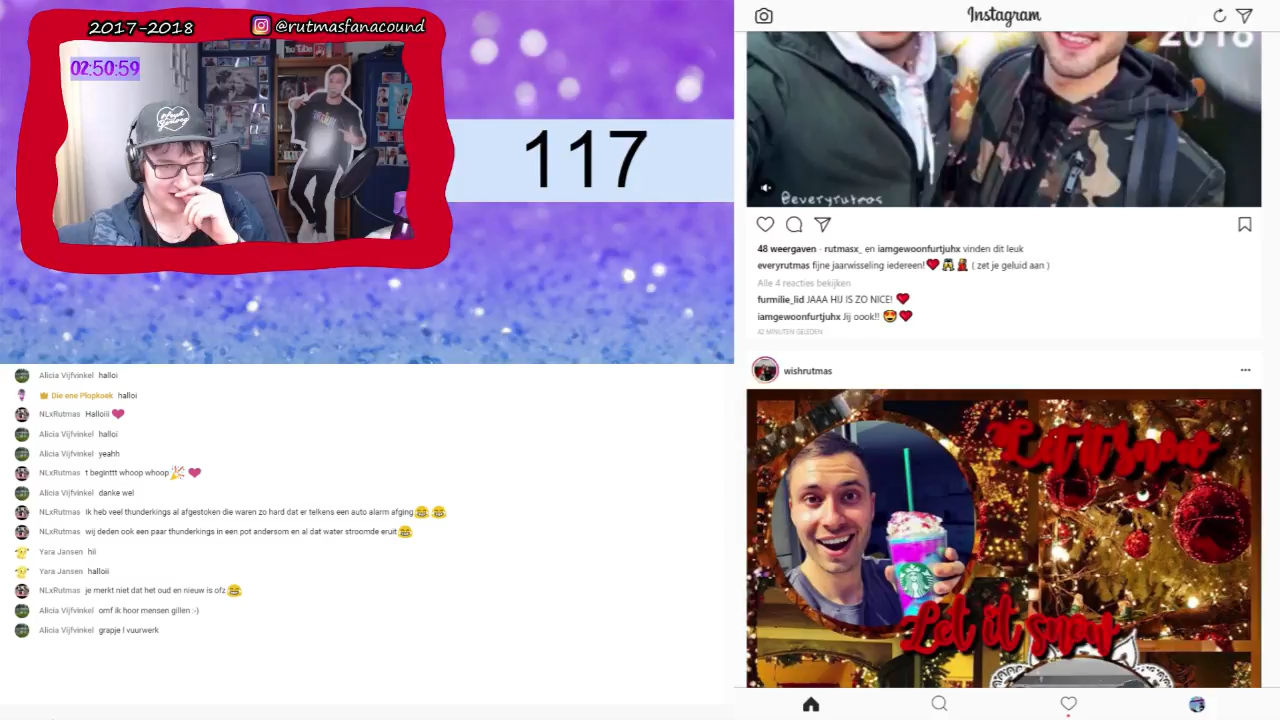 2017-2018
@rutmasfanacound
02:50:59
117
Instagram
2018
@everyrutmas
48 weergaven · rutmasx_ en iamgewoonfurtjuhx vinden dit leuk
everyrutmas fijne jaarwisseling iedereen! ( zet je geluid aan )
Alle 4 reacties bekijken
furmilie_lid JAAA HIJ IS ZO NICE!
iamgewoonfurtjuhx Jij oook!!
42 MINUTEN GELEDEN
wishrutmas
Let it snow
Let it snow
Alicia Vijfvinkel halloi
Die ene Plopkoek halloi
NLxRutmas Halloiii
Alicia Vijfvinkel halloi
Alicia Vijfvinkel yeahh
NLxRutmas t beginttt whoop whoop
Alicia Vijfvinkel danke wel
NLxRutmas Ik heb veel thunderkings al afgestoken die waren zo hard dat er telkens een auto alarm afging
NLxRutmas wij deden ook een paar thunderkings in een pot andersom en al dat water stroomde eruit
Yara Jansen hii
Yara Jansen halloii
NLxRutmas je merkt niet dat het oud en nieuw is ofz
Alicia Vijfvinkel omf ik hoor mensen gillen :-)
Alicia Vijfvinkel grapje ! vuurwerk